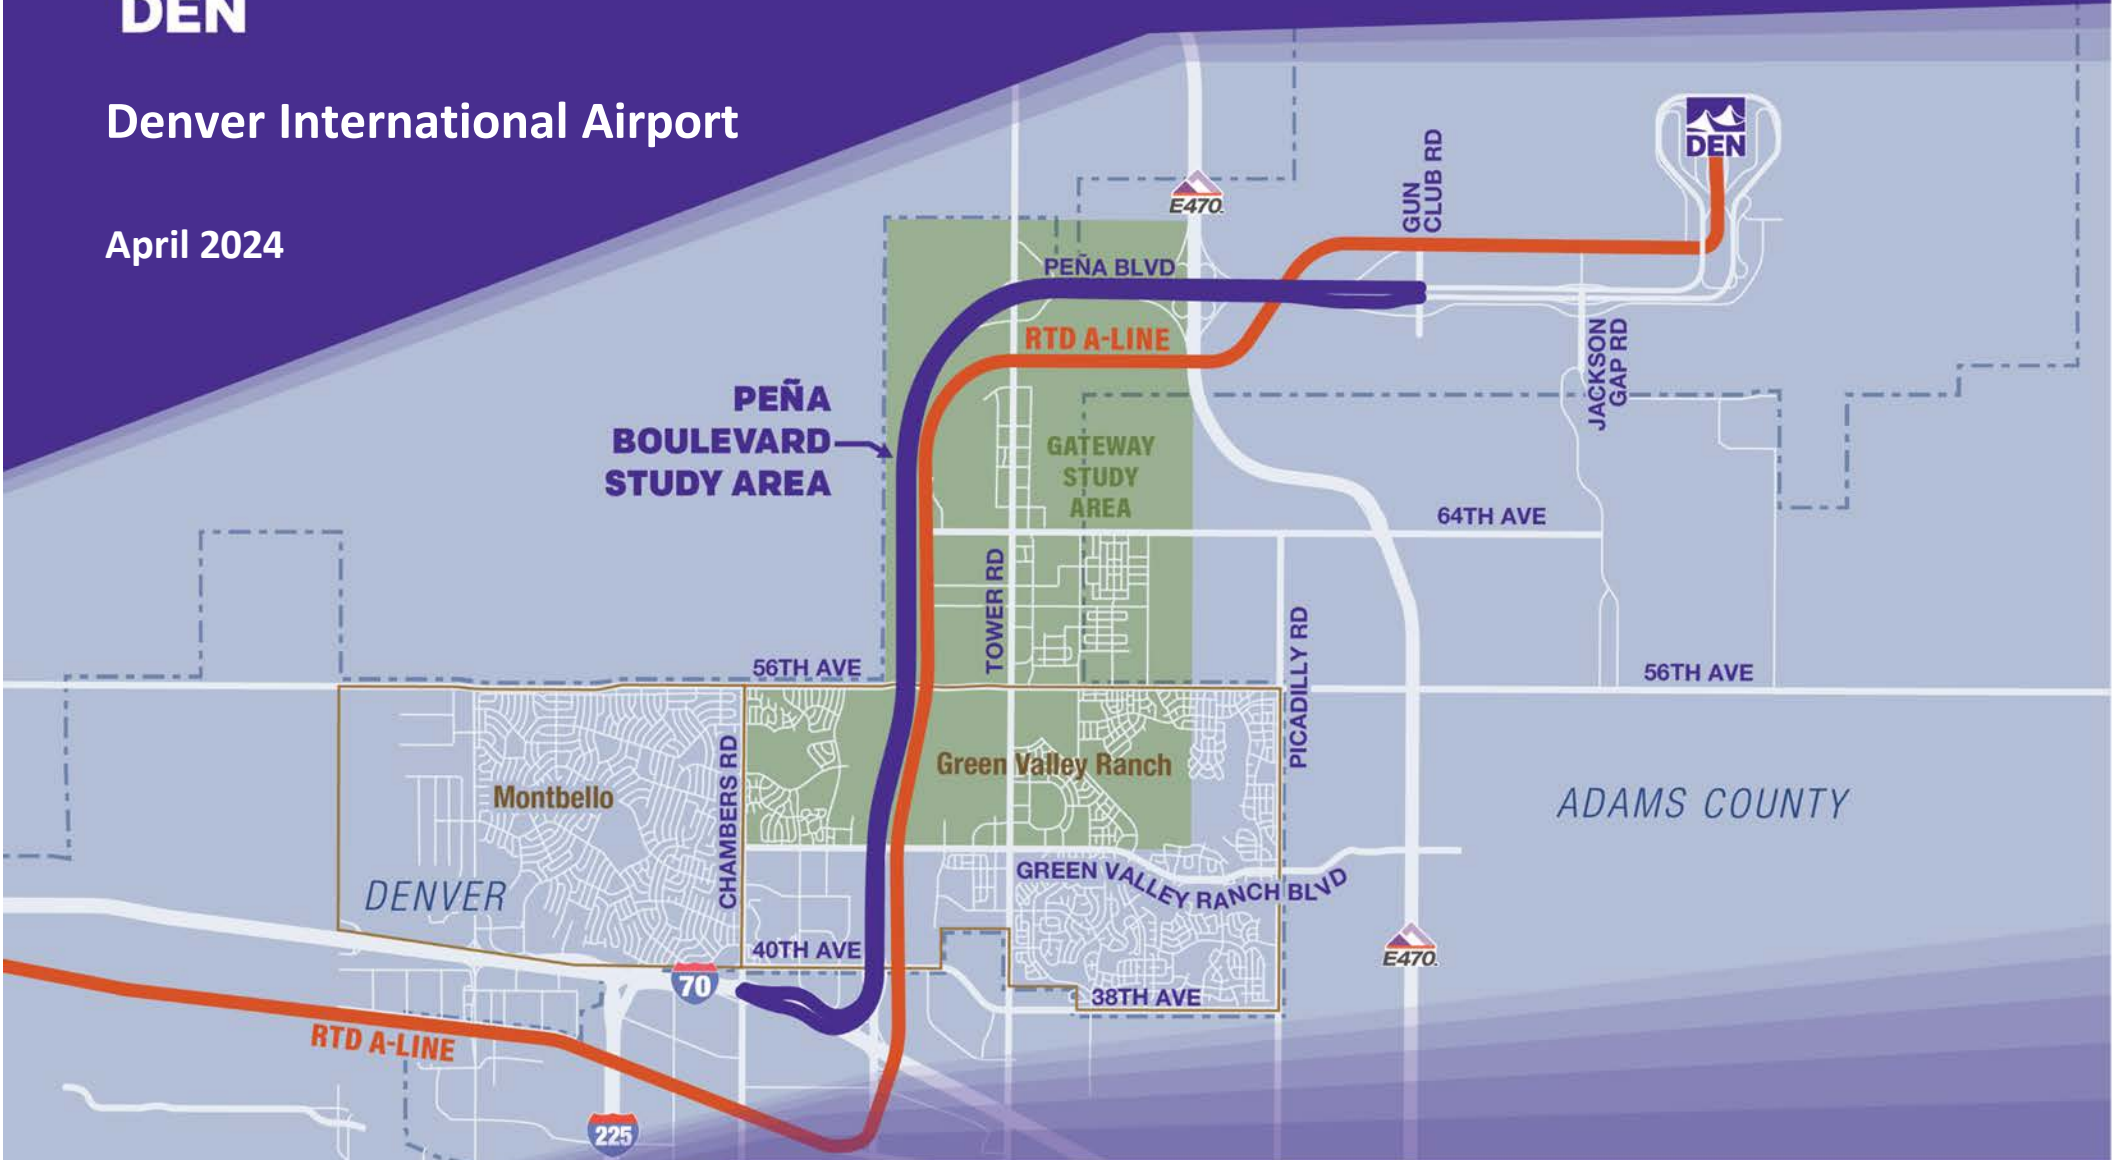 DEN
Denver International Airport
April 2024
DEN
GUN
CLUB RD
E470
PEÑA BLVD
RTD A-LINE
JACKSON
GAP RD
PEÑA
BOULEVARD
STUDY AREA
GATEWAY
STUDY
AREA
64TH AVE
TOWER RD
PICADILLY RD
56TH AVE
56TH AVE
Green Valley Ranch
Montbello
CHAMBERS RD
ADAMS COUNTY
DENVER
GREEN VALLEY RANCH BLVD
40TH AVE
E470
70
38TH AVE
RTD A-LINE
225